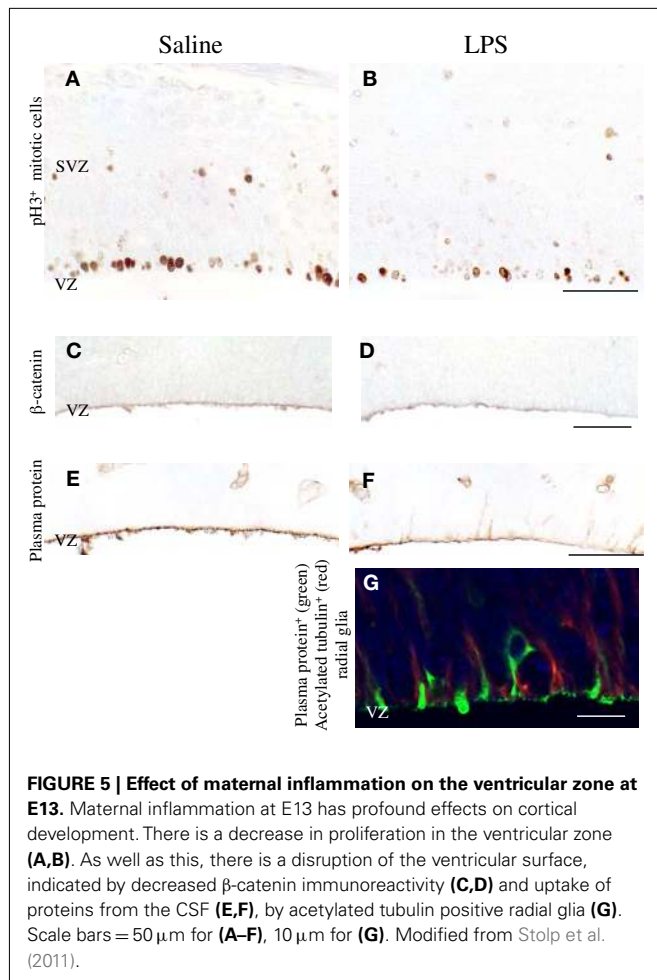 Saline
LPS
A
B
pH3⁺ mitotic cells
SVZ
VZ
C
D
β-catenin
VZ
E
F
Plasma protein
VZ
G
Plasma protein⁺ (green)
Acetylated tubulin⁺ (red)
radial glia
VZ
FIGURE 5 | Effect of maternal inflammation on the ventricular zone at
E13. Maternal inflammation at E13 has profound effects on cortical
development. There is a decrease in proliferation in the ventricular zone
(A,B). As well as this, there is a disruption of the ventricular surface,
indicated by decreased β-catenin immunoreactivity (C,D) and uptake of
proteins from the CSF (E,F), by acetylated tubulin positive radial glia (G).
Scale bars = 50 μm for (A–F), 10 μm for (G). Modified from Stolp et al.
(2011).